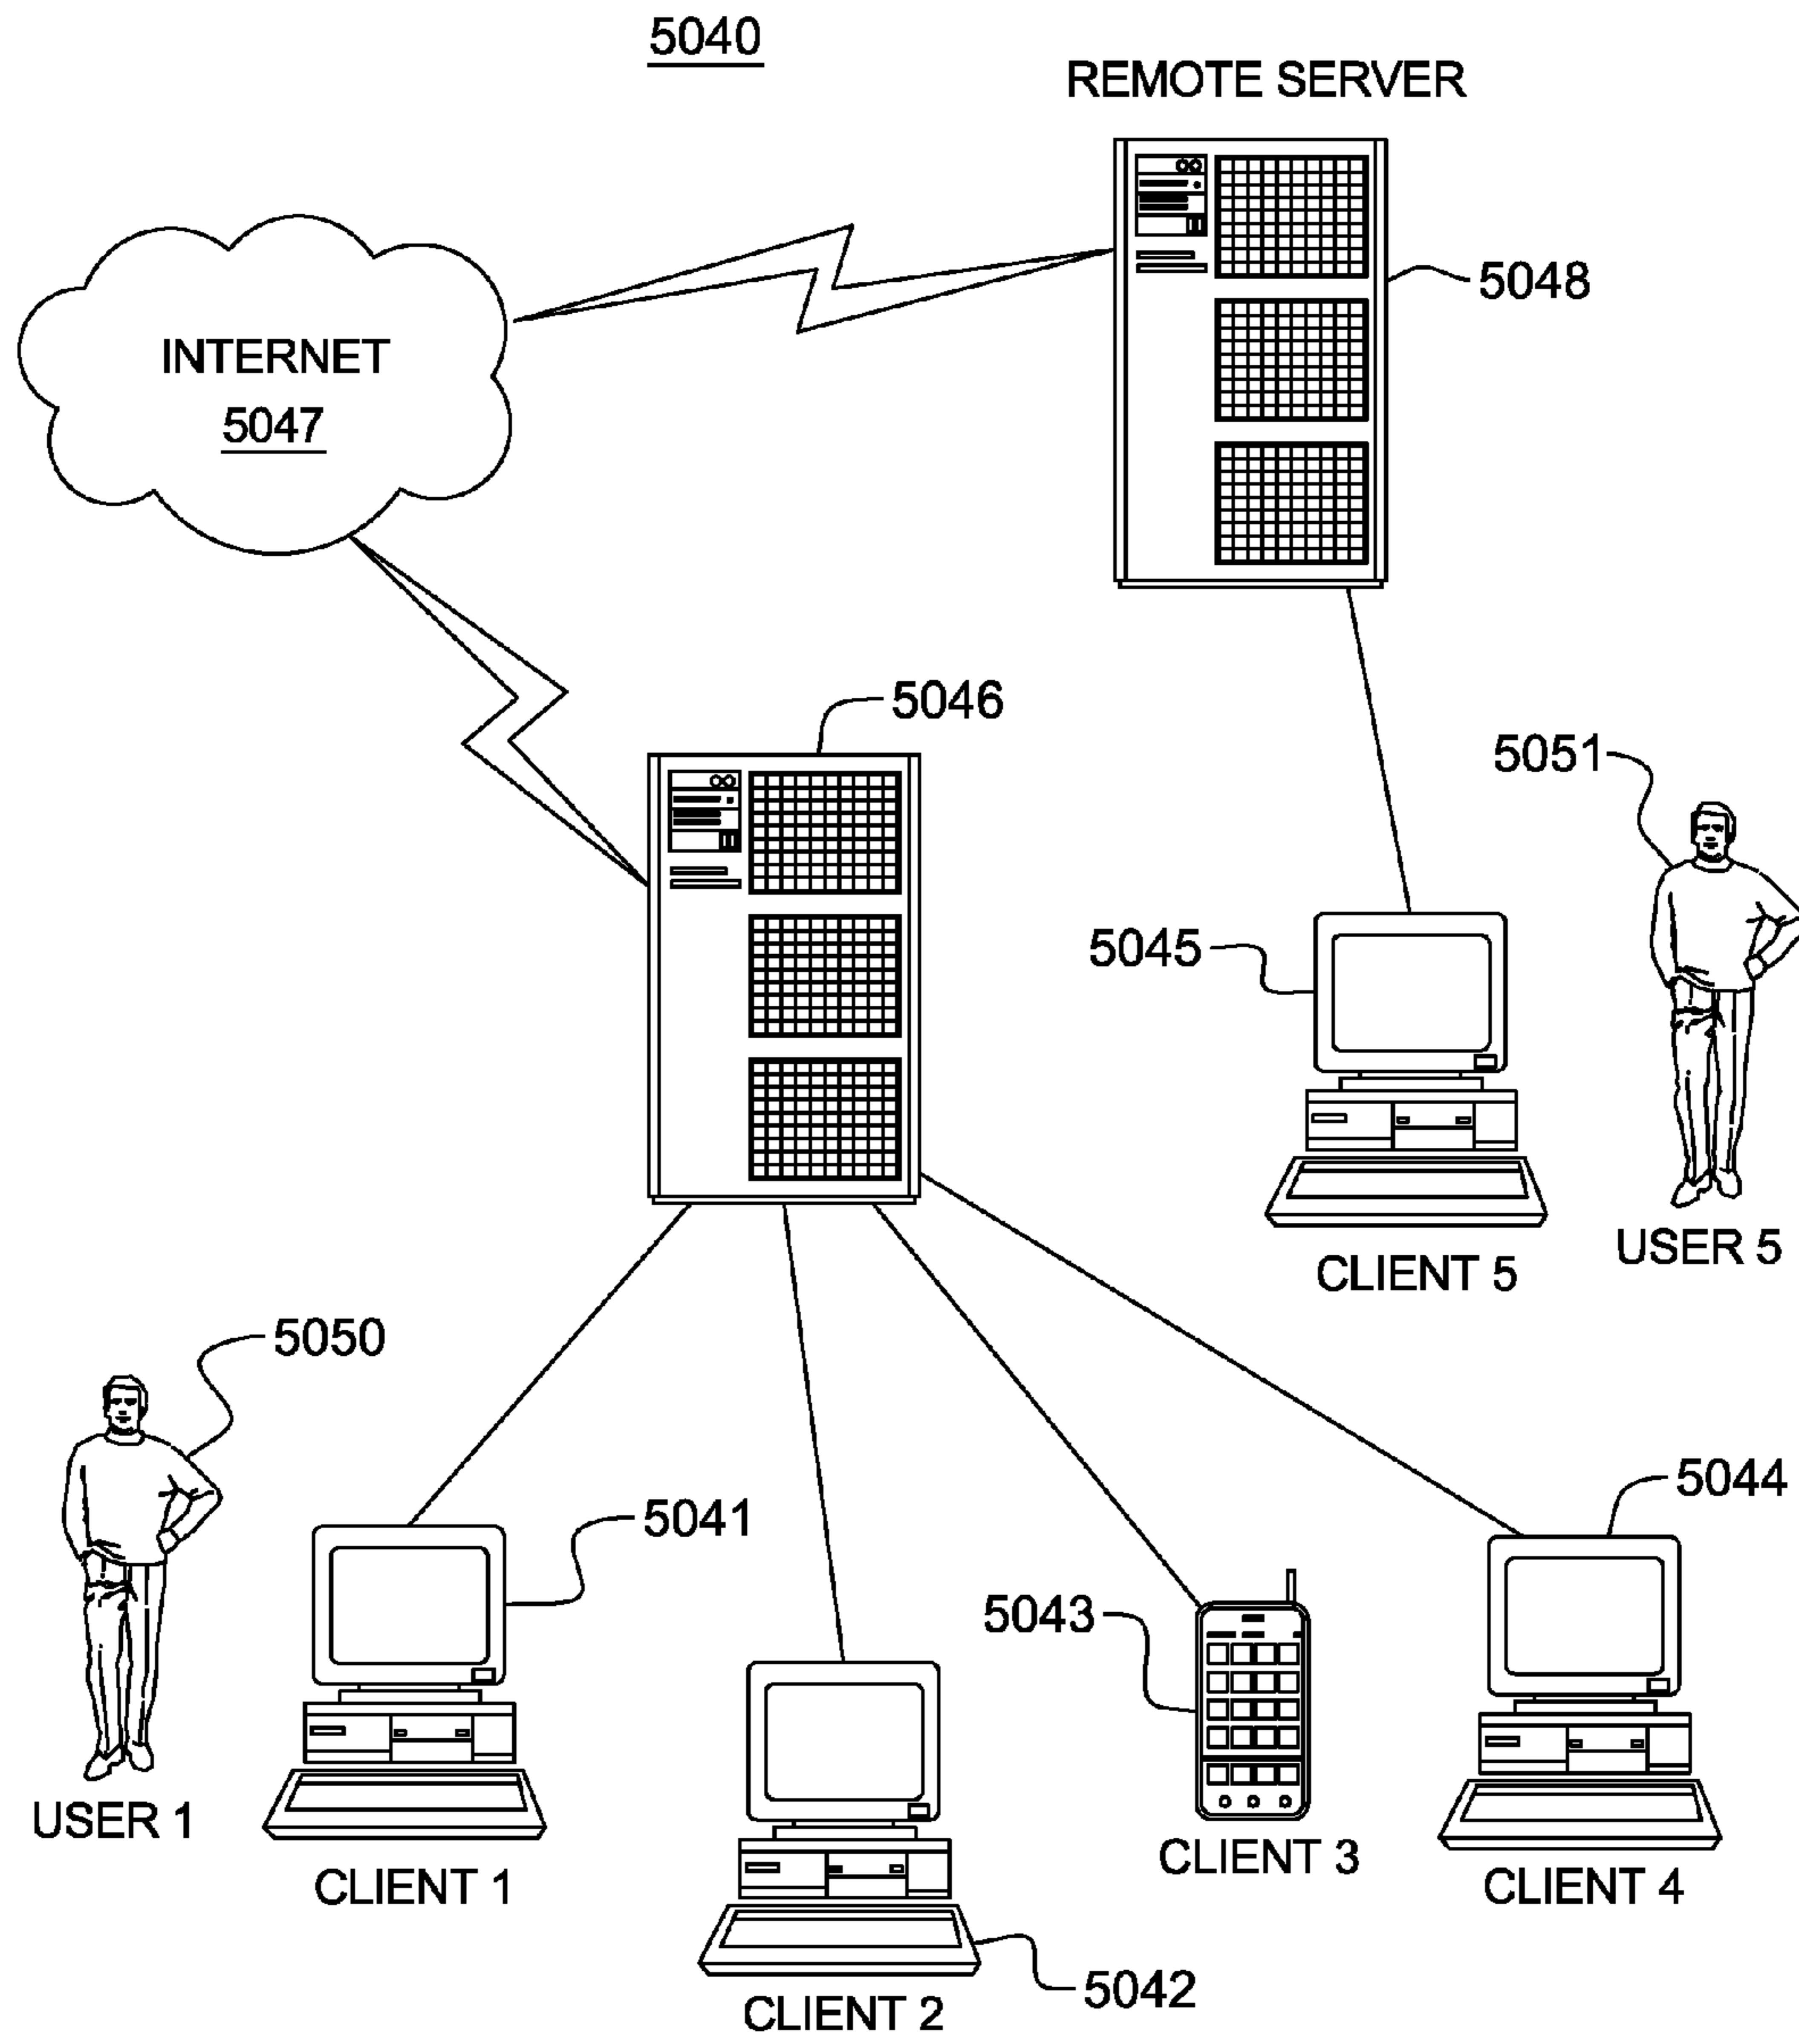 5040
REMOTE SERVER
5048
INTERNET
5047
5046
5051
5045
USER 5
CLIENT 5
5050
5044
5041
5043
USER 1
CLIENT 3
CLIENT 1
CLIENT 4
5042
CLIENT 2